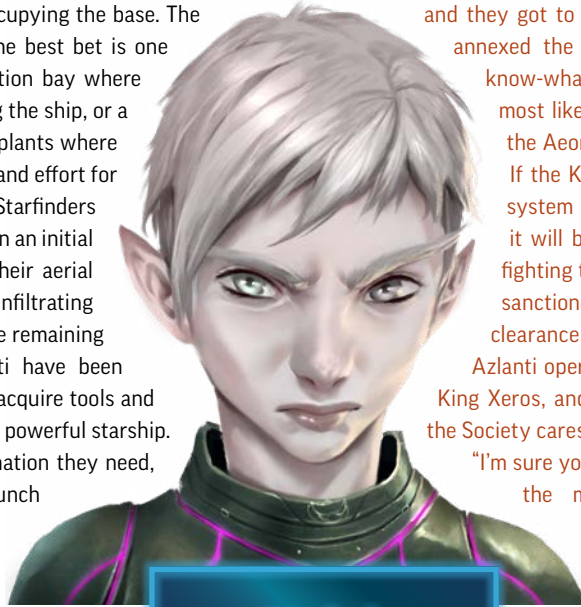 cupying the base. The
he best bet is one
tion bay where
g the ship, or a
plants where
and effort for
Starfinders
n an initial
heir aerial
nfiltrating
e remaining
ti have been
acquire tools and
powerful starship.
mation they need,
unch
and they got to
annexed the
know-wha
most like
the Aeor
If the K
system
it will b
fighting t
sanction
clearance
Azlanti oper
King Xeros, and
the Society cares
"I'm sure yo
the m